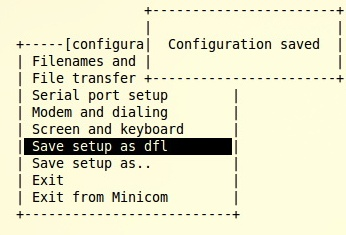 +-----------------------+
|                       |
+-----[configura|  Configuration saved  |
| Filenames and |                       |
| File transfer +-----------------------+
| Serial port setup        |
| Modem and dialing        |
| Screen and keyboard      |
| Save setup as dfl        |
| Save setup as..          |
| Exit                     |
| Exit from Minicom        |
+--------------------------+